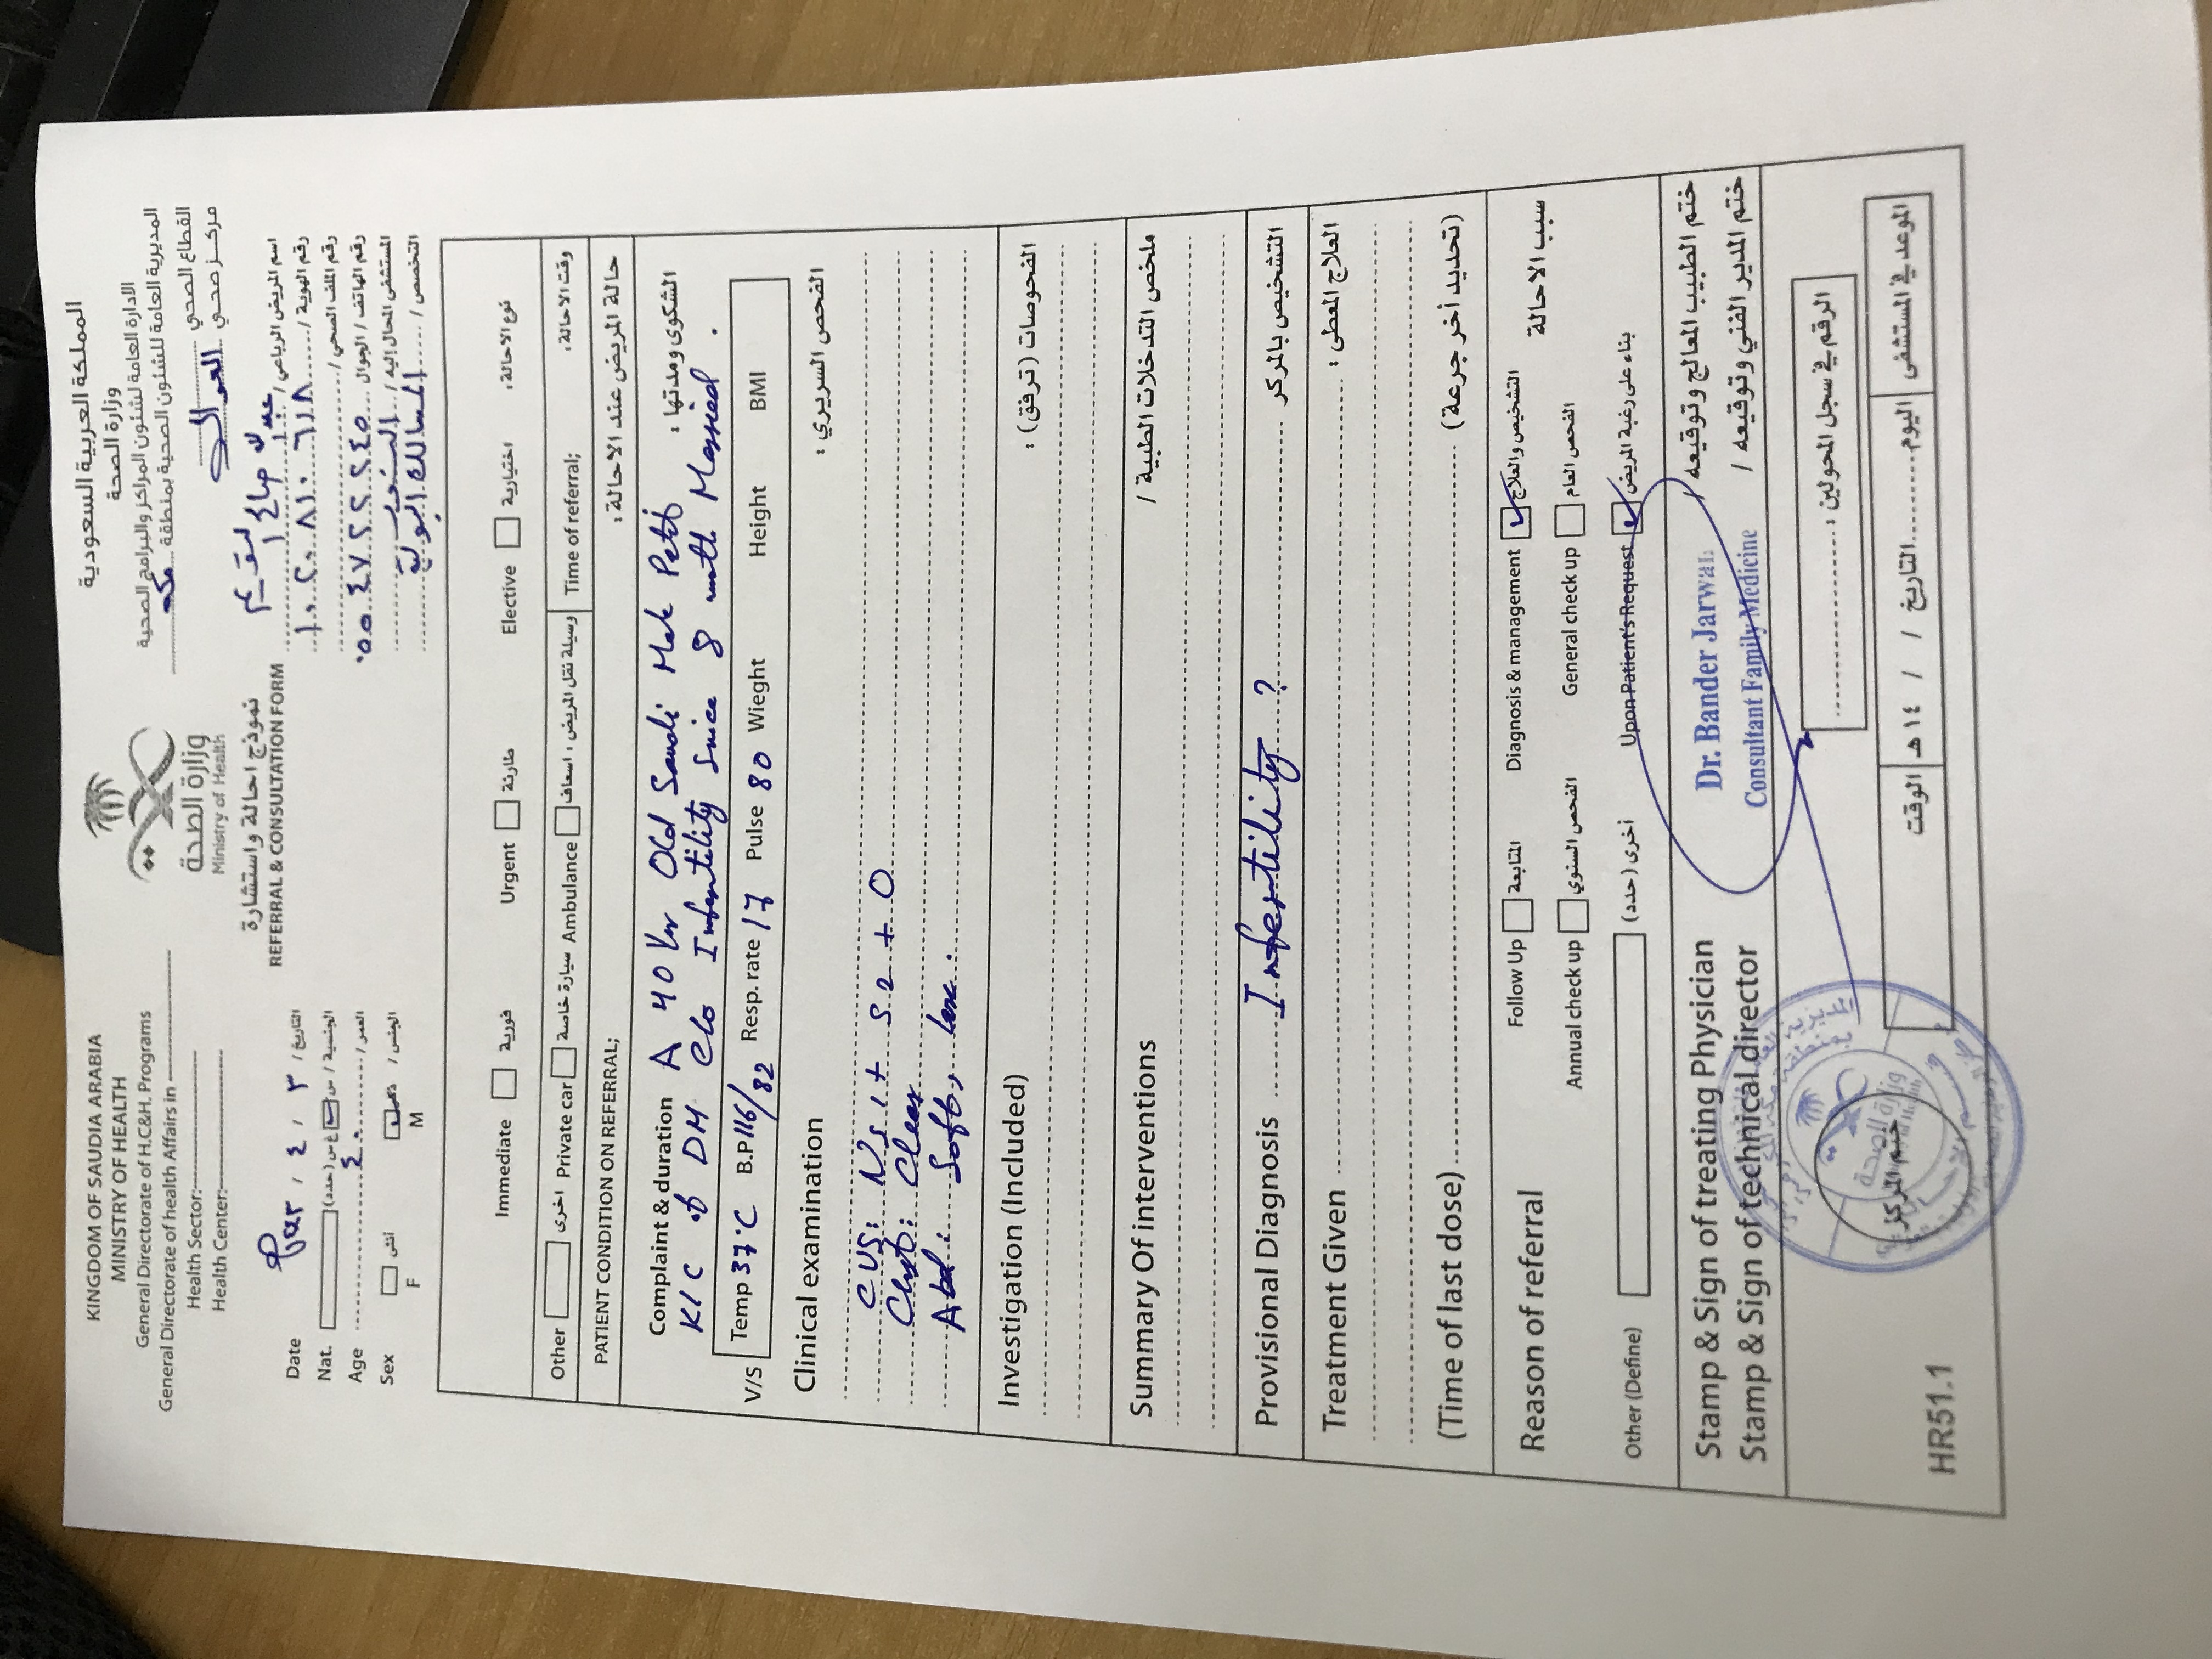 KINGDOM OF SAUDIA ARABIA
MINISTRY OF HEALTH
General Directorate of H.C&H. Programs
General Directorate of health Affairs in
Health Sector:
Health Center:
وزارة الصحة
Ministry of Health
نموذج احالة واستشارة
REFERRAL & CONSULTATION FORM
المملكة العربية السعودية
وزارة الصحة
الادارة العامة لشئون المراكز والبرامج الصحية
المديرية العامة للشئون الصحية بمنطقة مكه
القطاع الصحي
مركز صحي العوالي
اسم المريض الرباعي / صالح
رقم الهوية / ١٠٢٠٨١٠٦١٨
رقم الملف الصحي /
رقم الهاتف / الجوال ٠٥٥٤٧٢٢٢٤٥
المستشفى المحال إليه /
التخصص / المسالك البولية
Date ٣ / ٤ / التاريخ /
Nat. الجنسية / س غ س (حدد)
Age ٤٠ العمر /
Sex أنثى ذكر الجنس /
F M
Immediate فورية Urgent طارئة Elective اختيارية نوع الاحالة:
Other اخرى Private car سيارة خاصة Ambulance وسيلة نقل المريض : اسعاف Time of referral; وقت الاحالة:
PATIENT CONDITION ON REFERRAL; حالة المريض عند الاحالة:
Complaint & duration A 40 Yr Old Saudi Male الشكوى ومدتها :
K/C of DM C/o Infertility Since 8 month Married .
V/S Temp 37°C B.P 116/82 Resp. rate 17 Pulse 80 Wieght Height BMI
Clinical examination الفحص السريري :
CVS: NS1+ S2 + 0
Chest: Clear
Abd: Soft, lax .
Investigation (Included) الفحوصات (ترفق) :
Summary Of interventions ملخص التدخلات الطبية /
Provisional Diagnosis Infertility ? التشخيص بالمركز
Treatment Given العلاج المعطى :
(Time of last dose) (تحديد أخر جرعة)
Reason of referral Follow Up المتابعة Diagnosis & management التشخيص والعلاج سبب الاحالة
Annual check up الفحص السنوي General check up الفحص العام
Other (Define) أخرى (حدد) Upon Patient's Request بناء على رغبة المريض
Stamp & Sign of treating Physician Dr. Bander Jarwan ختم الطبيب المعالج وتوقيعه /
Stamp & Sign of technical director Consultant Family Medicine ختم المدير الفني وتوقيعه /
الرقم في سجل المحولين :
وزارة الصحة
ختم المركز
الموعد في المستشفى اليوم التاريخ / / ١٤ هـ الوقت
HR51.1